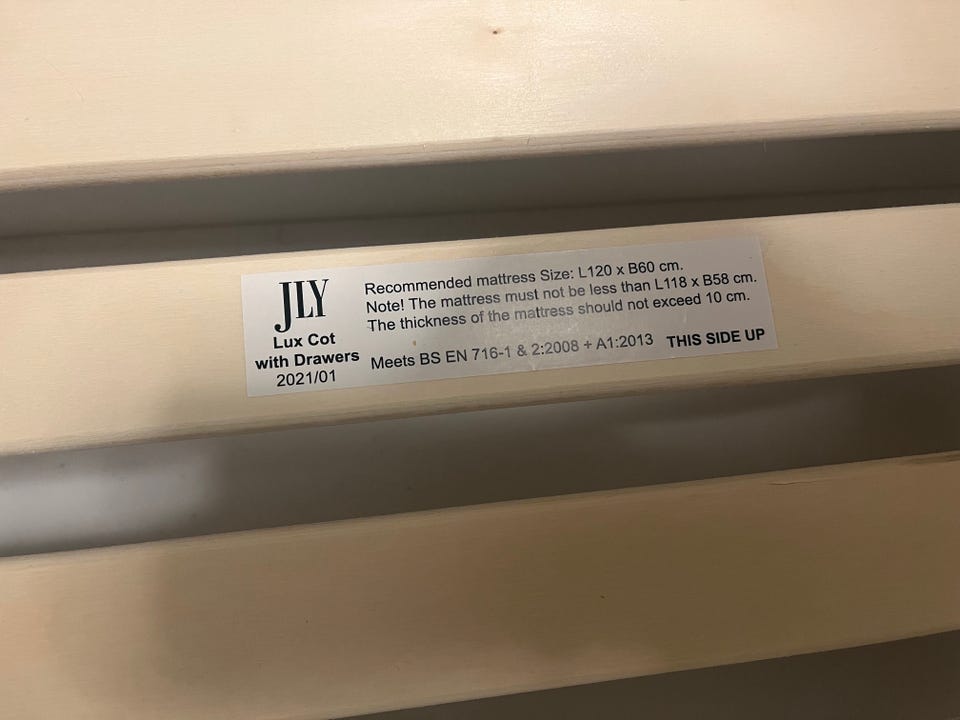 JLY
Lux Cot
with Drawers
2021/01
Recommended mattress Size: L120 x B60 cm.
Note! The mattress must not be less than L118 x B58 cm.
The thickness of the mattress should not exceed 10 cm.
Meets BS EN 716-1 & 2:2008 + A1:2013 THIS SIDE UP